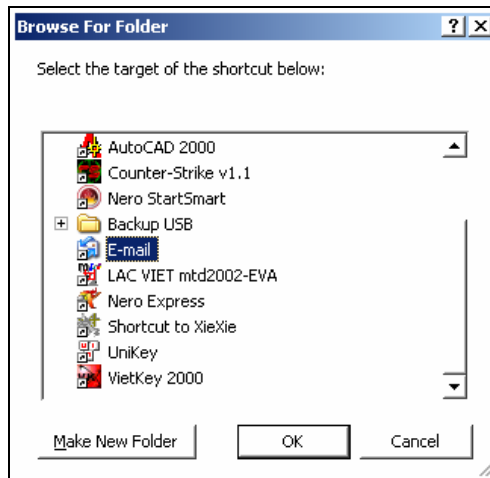 Browse For Folder
Select the target of the shortcut below:
AutoCAD 2000
Counter-Strike v1.1
Nero StartSmart
Backup USB
E-mail
LAC VIET mtd2002-EVA
Nero Express
Shortcut to XieXie
UniKey
VietKey 2000
Make New Folder OK Cancel